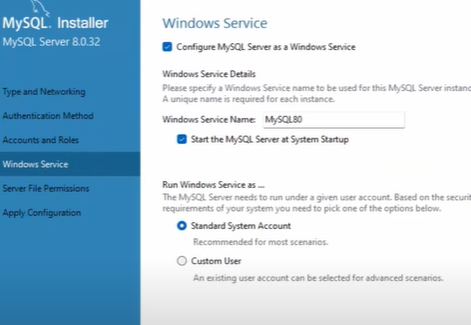 MySQL. Installer
MySQL Server 8.0.32
Type and Networking
Authentication Method
Accounts and Roles
Windows Service
Server File Permissions
Apply Configuration
Windows Service
Configure MySQL Server as a Windows Service
Windows Service Details
Please specify a Windows Service name to be used for this MySQL Server
A unique name is required for each instance.
Windows Service Name: MySQL80
Start the MySQL Server at System Startup
Run Windows Service as ...
The MySQL Server needs to run under a given user account. Based on the
requirements of your system you need to pick one of the options below.
Standard System Account
Recommended for most scenarios.
Custom User
An existing user account can be selected for advanced scenarios.